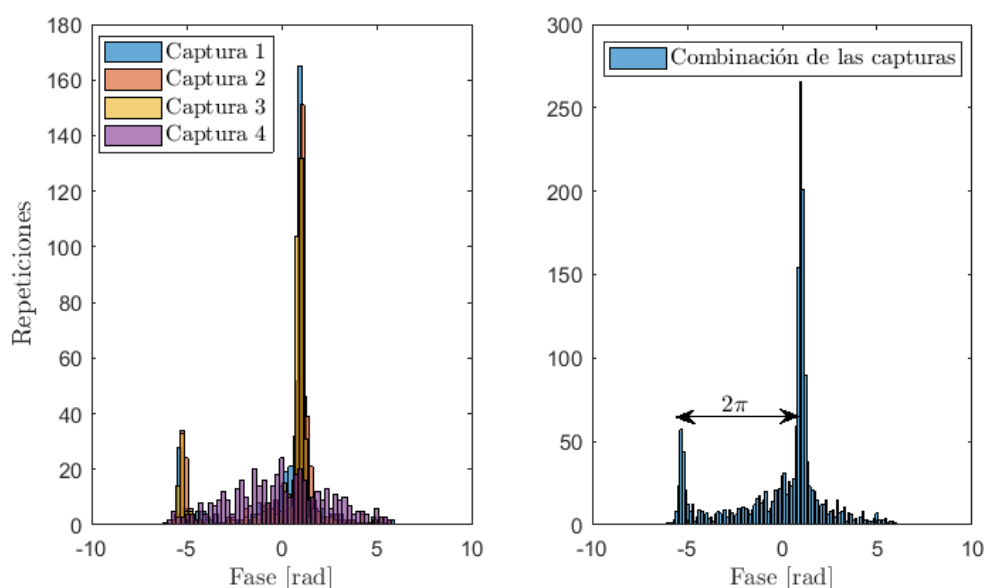 180
160
140
120
100
80
60
40
20
0
Repeticiones
Captura 1
Captura 2
Captura 3
Captura 4
-10 -5 0 5 10
Fase [rad]
300
250
200
150
100
50
0
Combinación de las capturas
2π
-10 -5 0 5 10
Fase [rad]